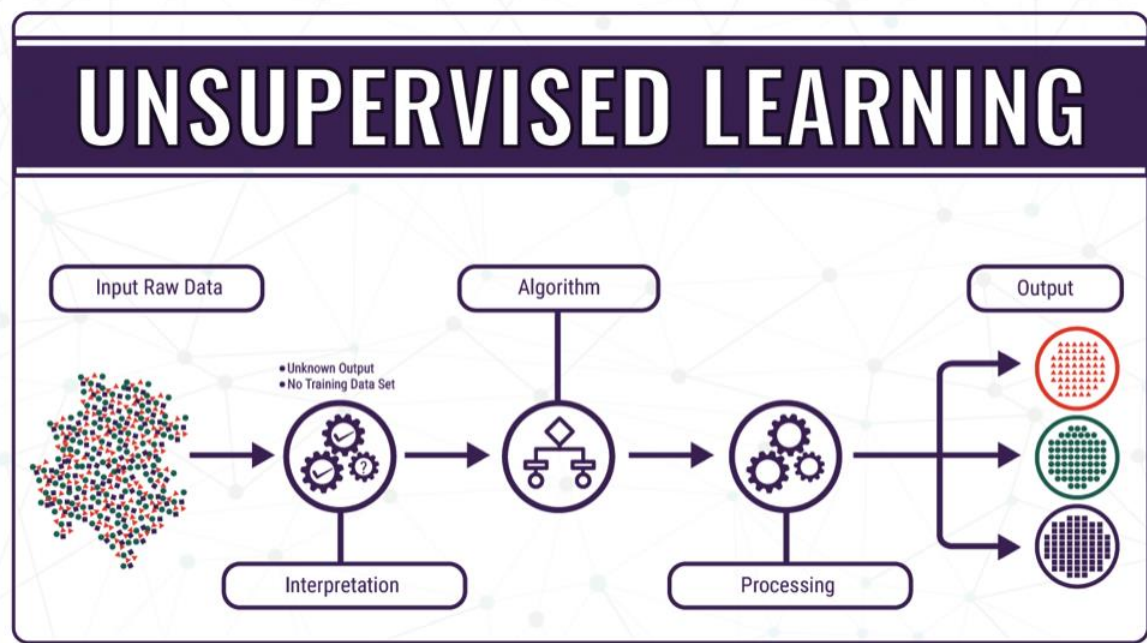 UNSUPERVISED LEARNING
Input Raw Data
Algorithm
Output
• Unknown Output
• No Training Data Set
?
Interpretation
Processing